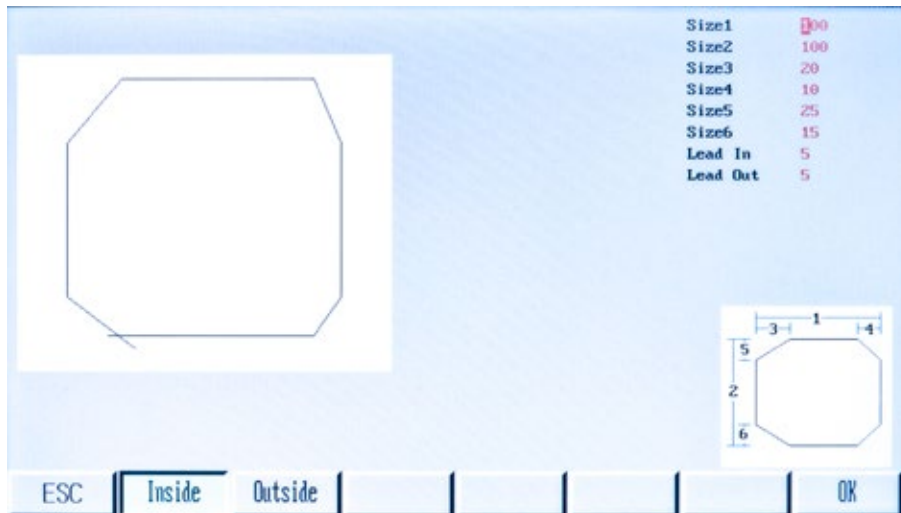 Size1 100
Size2 100
Size3 20
Size4 10
Size5 25
Size6 15
Lead In 5
Lead Out 5
1
3
4
5
2
6
ESC Inside Outside OK